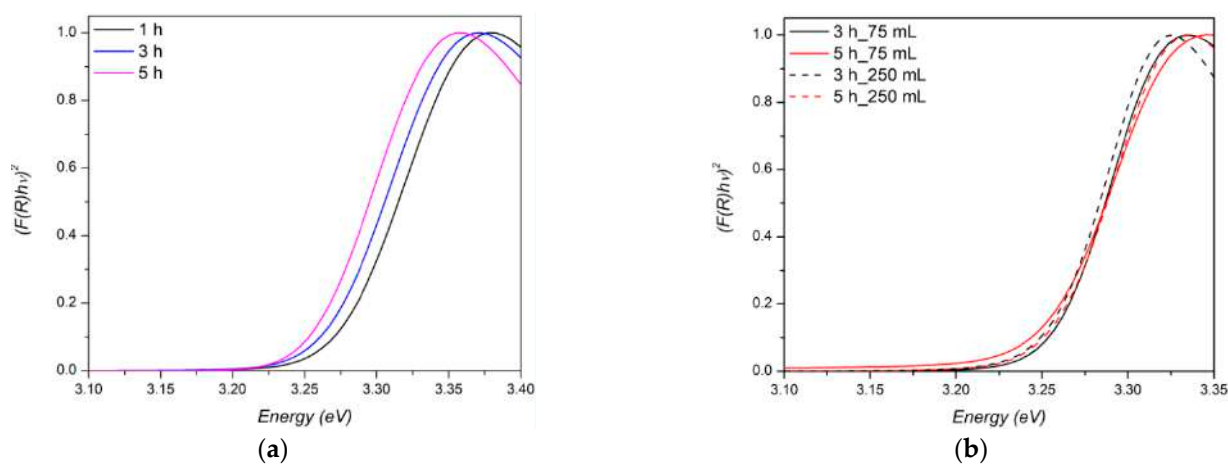 1 h
3 h
5 h
(F(R)hν)²
1.0
0.8
0.6
0.4
0.2
0.0
3.10 3.15 3.20 3.25 3.30 3.35 3.40
Energy (eV)
(a)
3 h_75 mL
5 h_75 mL
3 h_250 mL
5 h_250 mL
(F(R)hν)²
1.0
0.8
0.6
0.4
0.2
0.0
3.10 3.15 3.20 3.25 3.30 3.35
Energy (eV)
(b)